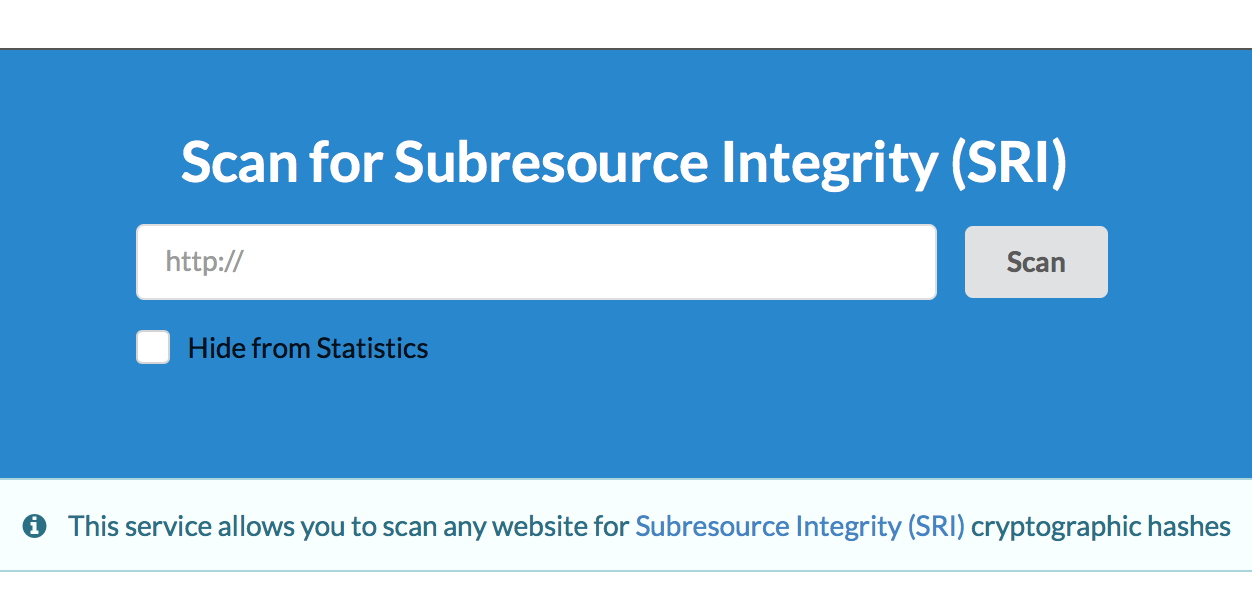 Scan for Subresource Integrity (SRI)
http://
Scan
Hide from Statistics
This service allows you to scan any website for Subresource Integrity (SRI) cryptographic hashes